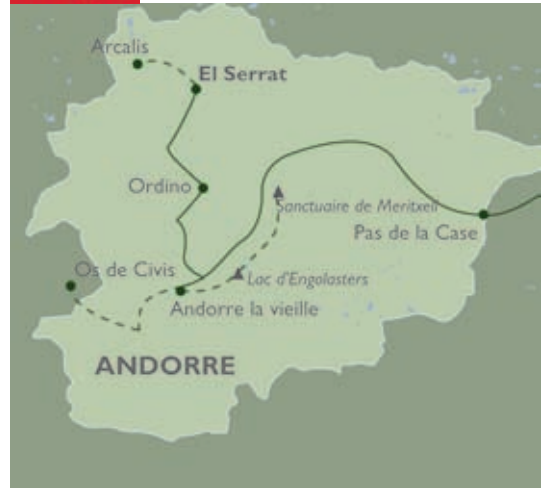 Arcalis
El Serrat
Ordino
Sanctuaire de Meritxell
Pas de la Case
Os de Civis
Lac d'Engolasters
Andorre la vieille
ANDORRE